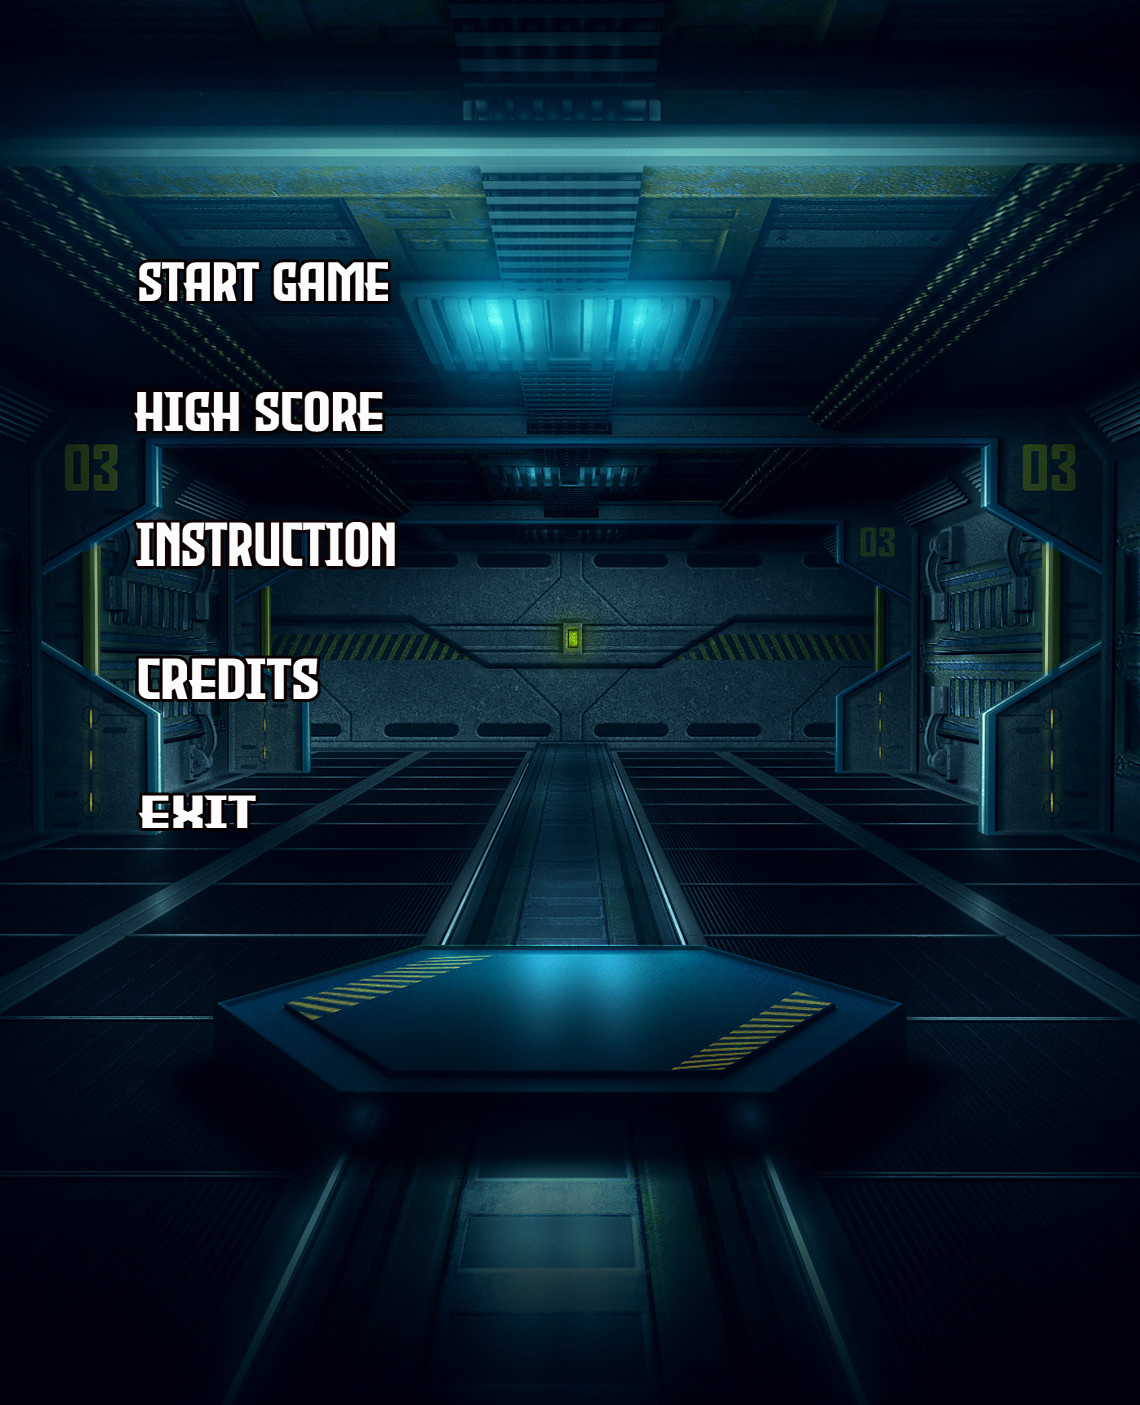 START GAME
HIGH SCORE
03
03
INSTRUCTION
03
CREDITS
EXIT